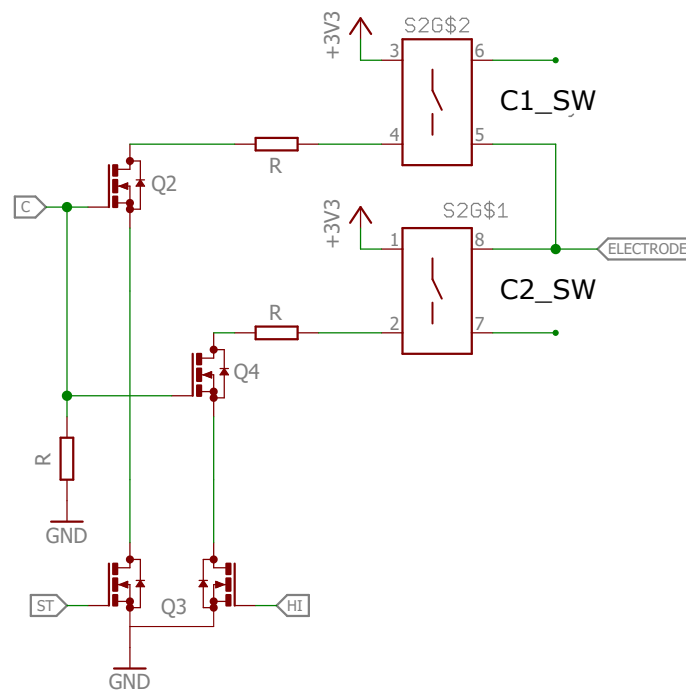 S2G$2
+3V3
3
6
C1_SW
4
5
R
Q2
C
S2G$1
+3V3
1
8
ELECTRODE
C2_SW
2
7
R
Q4
R
GND
ST
Q3
HI
GND